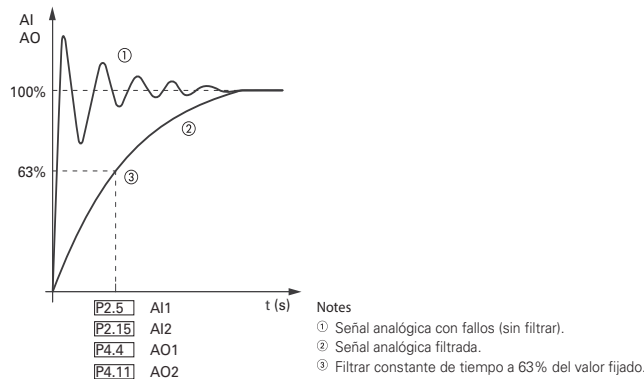 AI
AO
①
100%
②
63%
③
t (s)
P2.5 AI1
P2.15 AI2
P4.4 AO1
P4.11 AO2
Notes
① Señal analógica con fallos (sin filtrar).
② Señal analógica filtrada.
③ Filtrar constante de tiempo a 63% del valor fijado.